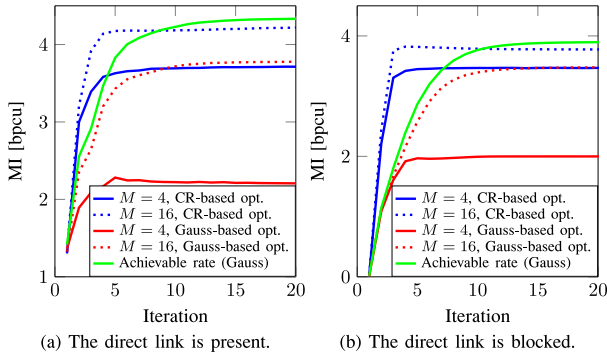 4
3
2
1
0
5
10
15
20
MI [bpcu]
Iteration
M = 4, CR-based opt.
M = 16, CR-based opt.
M = 4, Gauss-based opt.
M = 16, Gauss-based opt.
Achievable rate (Gauss)
(a) The direct link is present.
4
2
0
0
5
10
15
20
MI [bpcu]
Iteration
M = 4, CR-based opt.
M = 16, CR-based opt.
M = 4, Gauss-based opt.
M = 16, Gauss-based opt.
Achievable rate (Gauss)
(b) The direct link is blocked.